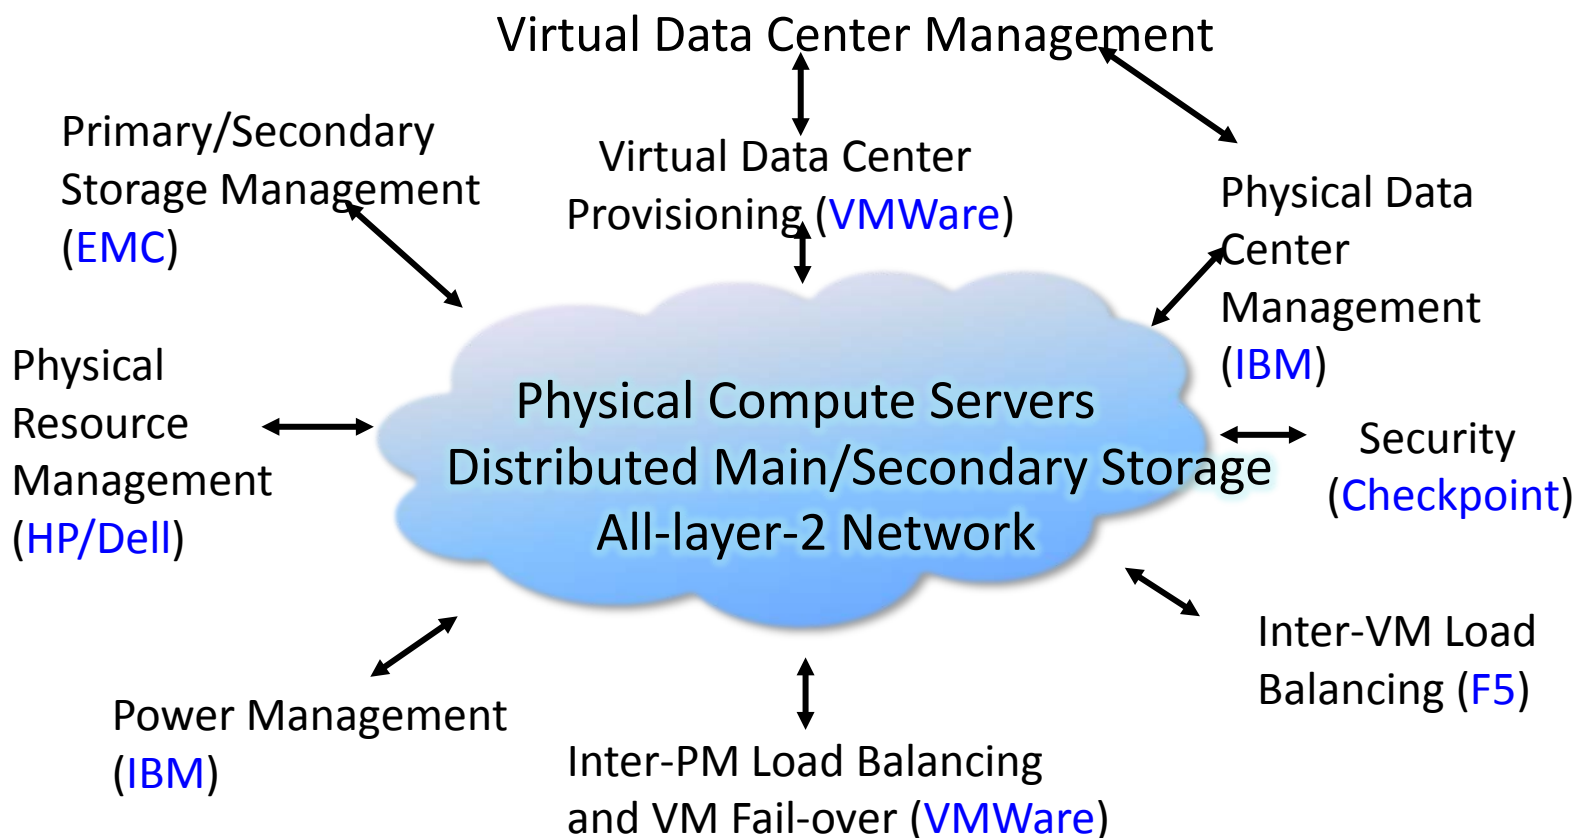 Virtual Data Center Management
Primary/Secondary
Storage Management
(EMC)
Virtual Data Center
Provisioning (VMWare)
Physical Data
Center
Management
(IBM)
Physical
Resource
Management
(HP/Dell)
Physical Compute Servers
Distributed Main/Secondary Storage
All-layer-2 Network
Security
(Checkpoint)
Inter-VM Load
Balancing (F5)
Power Management
(IBM)
Inter-PM Load Balancing
and VM Fail-over (VMWare)